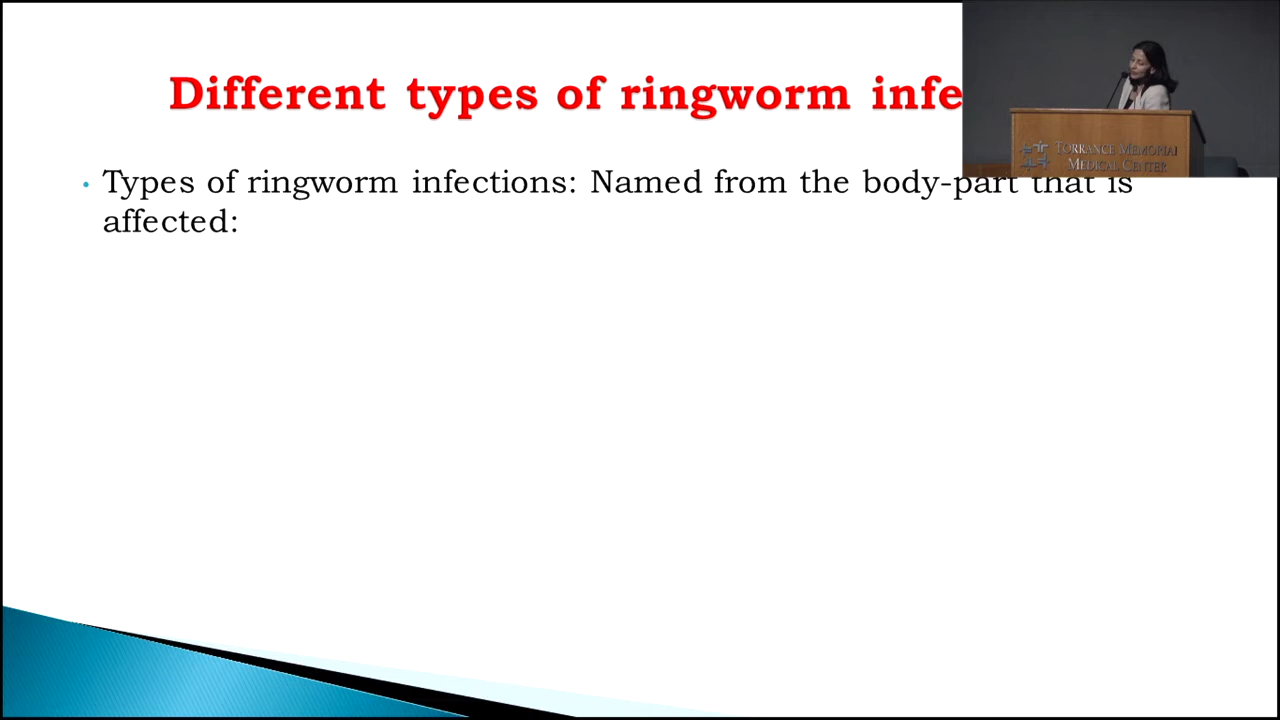 Different types of ringworm infe
• Types of ringworm infections: Named from the body-part that is
affected:
TORRANCE MEMORIAL
MEDICAL CENTER